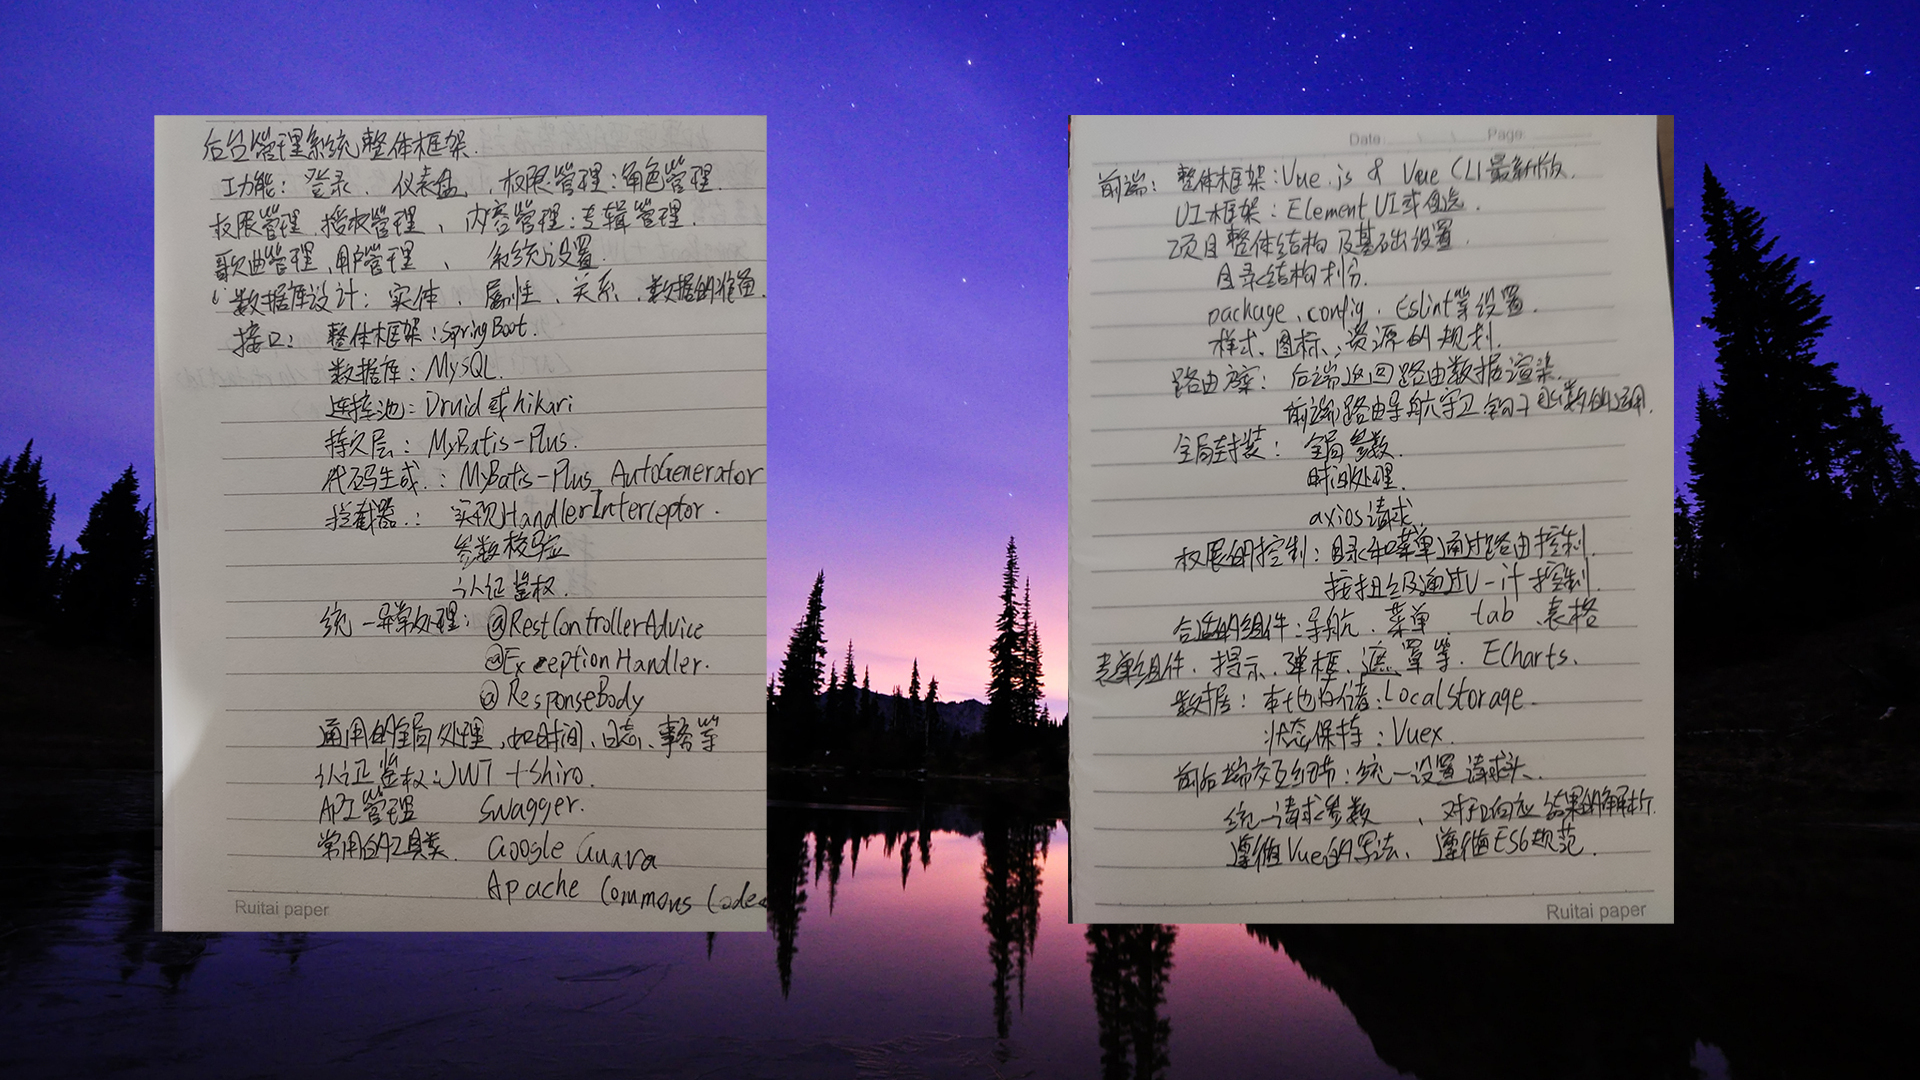 后台管理系统整体框架.
功能：登录、仪表盘、权限管理：角色管理.
权限管理、授权管理、内容管理：专辑管理.
歌曲管理、用户管理、系统设置.
数据库设计：实体、属性、关系、数据的准备.
接口：整体框架：SpringBoot.
数据库：MySQL.
连接池：Druid或hikari
持久层：MyBatis-Plus.
代码生成：MyBatis-Plus AutoGenerator
拦截器：实现HandlerInterceptor.
参数校验
认证鉴权.
统一异常处理：@RestControllerAdvice
@ExceptionHandler.
@ResponseBody
通用的全局处理，如时间、日志、事务等
认证鉴权：JWT + Shiro.
API管理 Swagger.
常用的工具类. Google Guava
Apache Commons Codec
Ruitai paper
Data: Page:
前端：整体框架：Vue.js & Vue CLI最新版.
UI框架：Element UI或自选.
项目整体结构及基础设置.
目录结构划分.
package、config、Eslint等设置.
样式、图标、资源的规划.
路由方案：后端返回路由数据渲染.
前端路由导航守卫钩子函数的运用.
全局封装：全局参数.
时间处理.
axios请求.
权限的控制：目录和菜单通过路由控制.
按扭级通过v-if控制.
合适的组件：导航、菜单 tab、表格
表单组件、提示、弹框、遮罩等. ECharts.
数据：本地存储：LocalStorage.
状态保持：Vuex.
前后端交互细节：统一设置请求头.
统一请求参数、对于响应结果的解析.
遵循Vue的写法、遵循ES6规范.
Ruitai paper